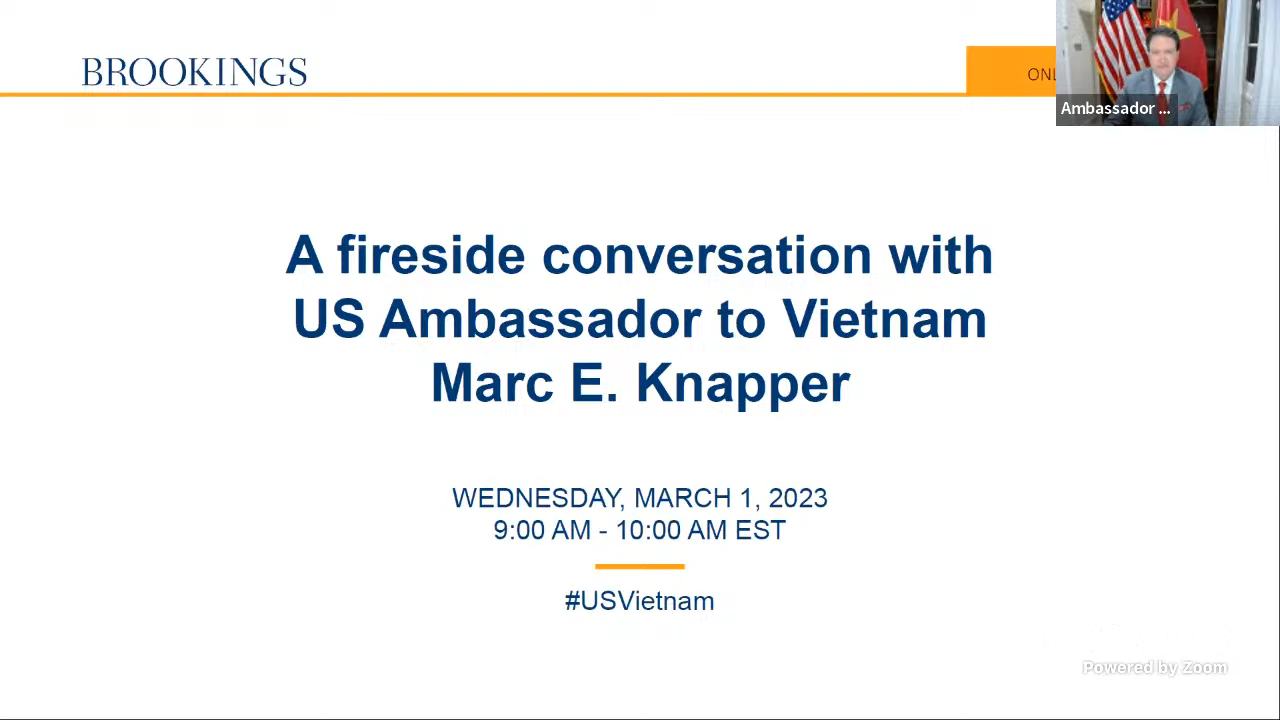 BROOKINGS
ONL
Ambassador ...
A fireside conversation with
US Ambassador to Vietnam
Marc E. Knapper
WEDNESDAY, MARCH 1, 2023
9:00 AM - 10:00 AM EST
#USVietnam
Powered by Zoom